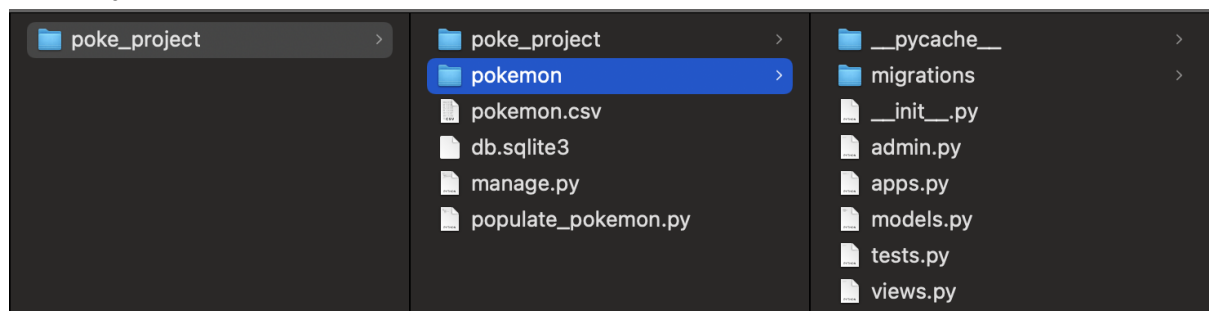 poke_project
poke_project
pokemon
pokemon.csv
db.sqlite3
manage.py
populate_pokemon.py
__pycache__
migrations
__init__.py
admin.py
apps.py
models.py
tests.py
views.py